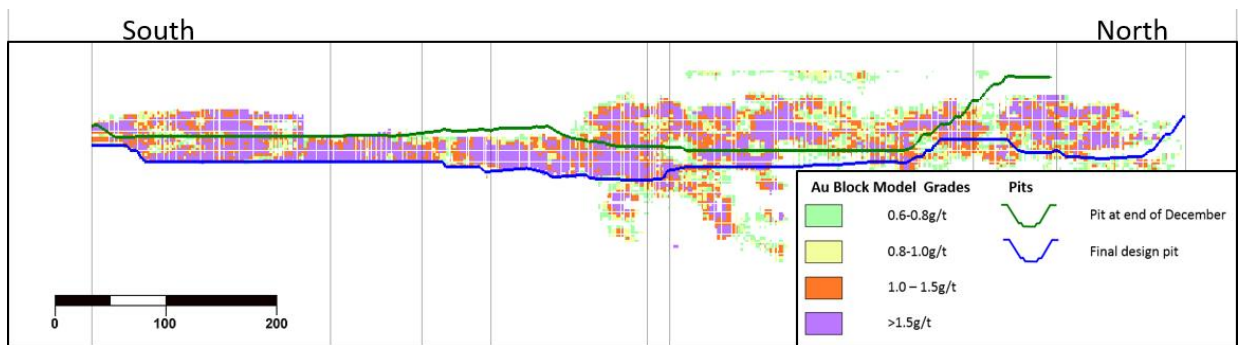 South
North
Au Block Model Grades
Pits
0.6-0.8g/t
Pit at end of December
0.8-1.0g/t
Final design pit
1.0 – 1.5g/t
>1.5g/t
0
100
200